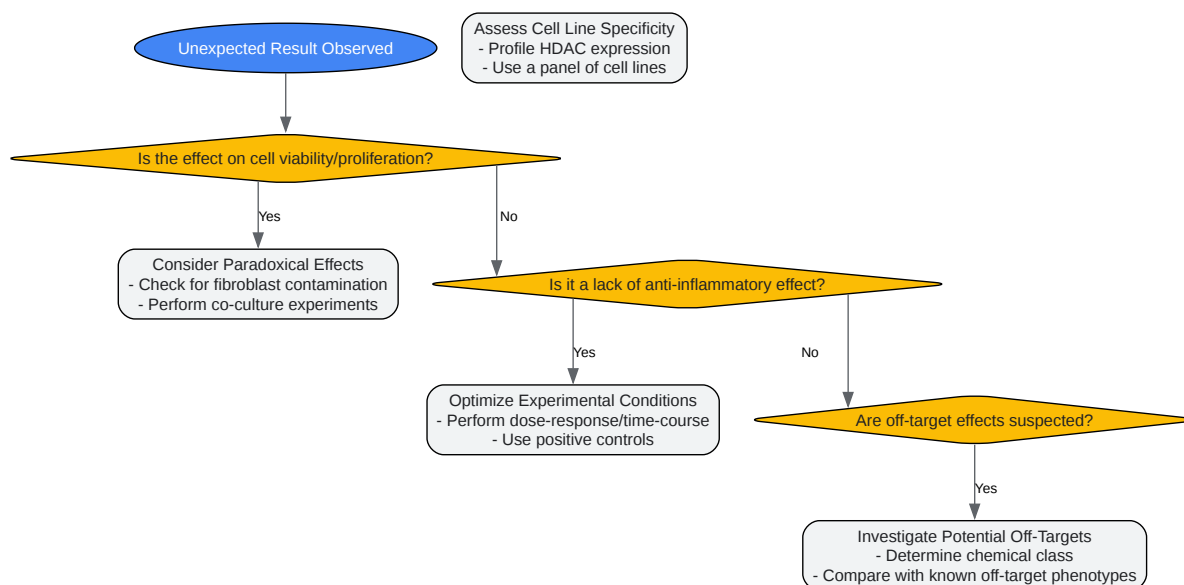 Unexpected Result Observed
Assess Cell Line Specificity
- Profile HDAC expression
- Use a panel of cell lines
Is the effect on cell viability/proliferation?
Yes
No
Consider Paradoxical Effects
- Check for fibroblast contamination
- Perform co-culture experiments
Is it a lack of anti-inflammatory effect?
Yes
No
Optimize Experimental Conditions
- Perform dose-response/time-course
- Use positive controls
Are off-target effects suspected?
Yes
Investigate Potential Off-Targets
- Determine chemical class
- Compare with known off-target phenotypes